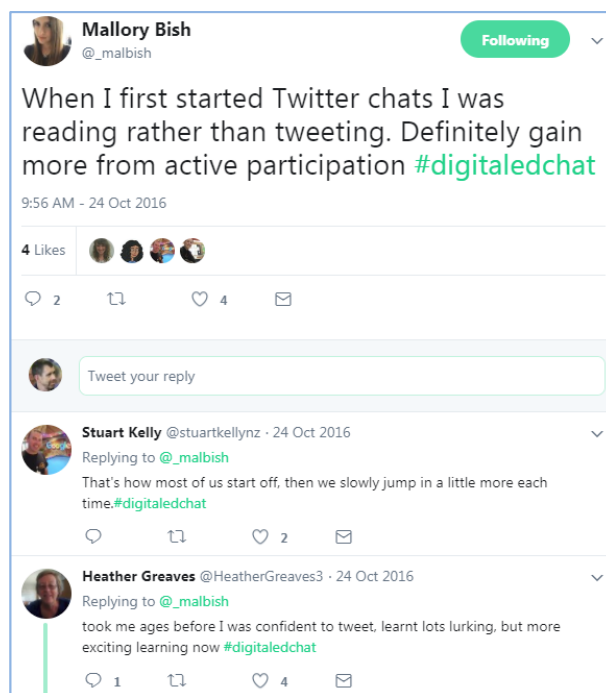 Mallory Bish
@_malbish
Following
When I first started Twitter chats I was
reading rather than tweeting. Definitely gain
more from active participation #digitaledchat
9:56 AM - 24 Oct 2016
4 Likes
2
4
Tweet your reply
Stuart Kelly @stuartkellynz · 24 Oct 2016
Replying to @_malbish
That's how most of us start off, then we slowly jump in a little more each
time.#digitaledchat
2
Heather Greaves @HeatherGreaves3 · 24 Oct 2016
Replying to @_malbish
took me ages before I was confident to tweet, learnt lots lurking, but more
exciting learning now #digitaledchat
1
4